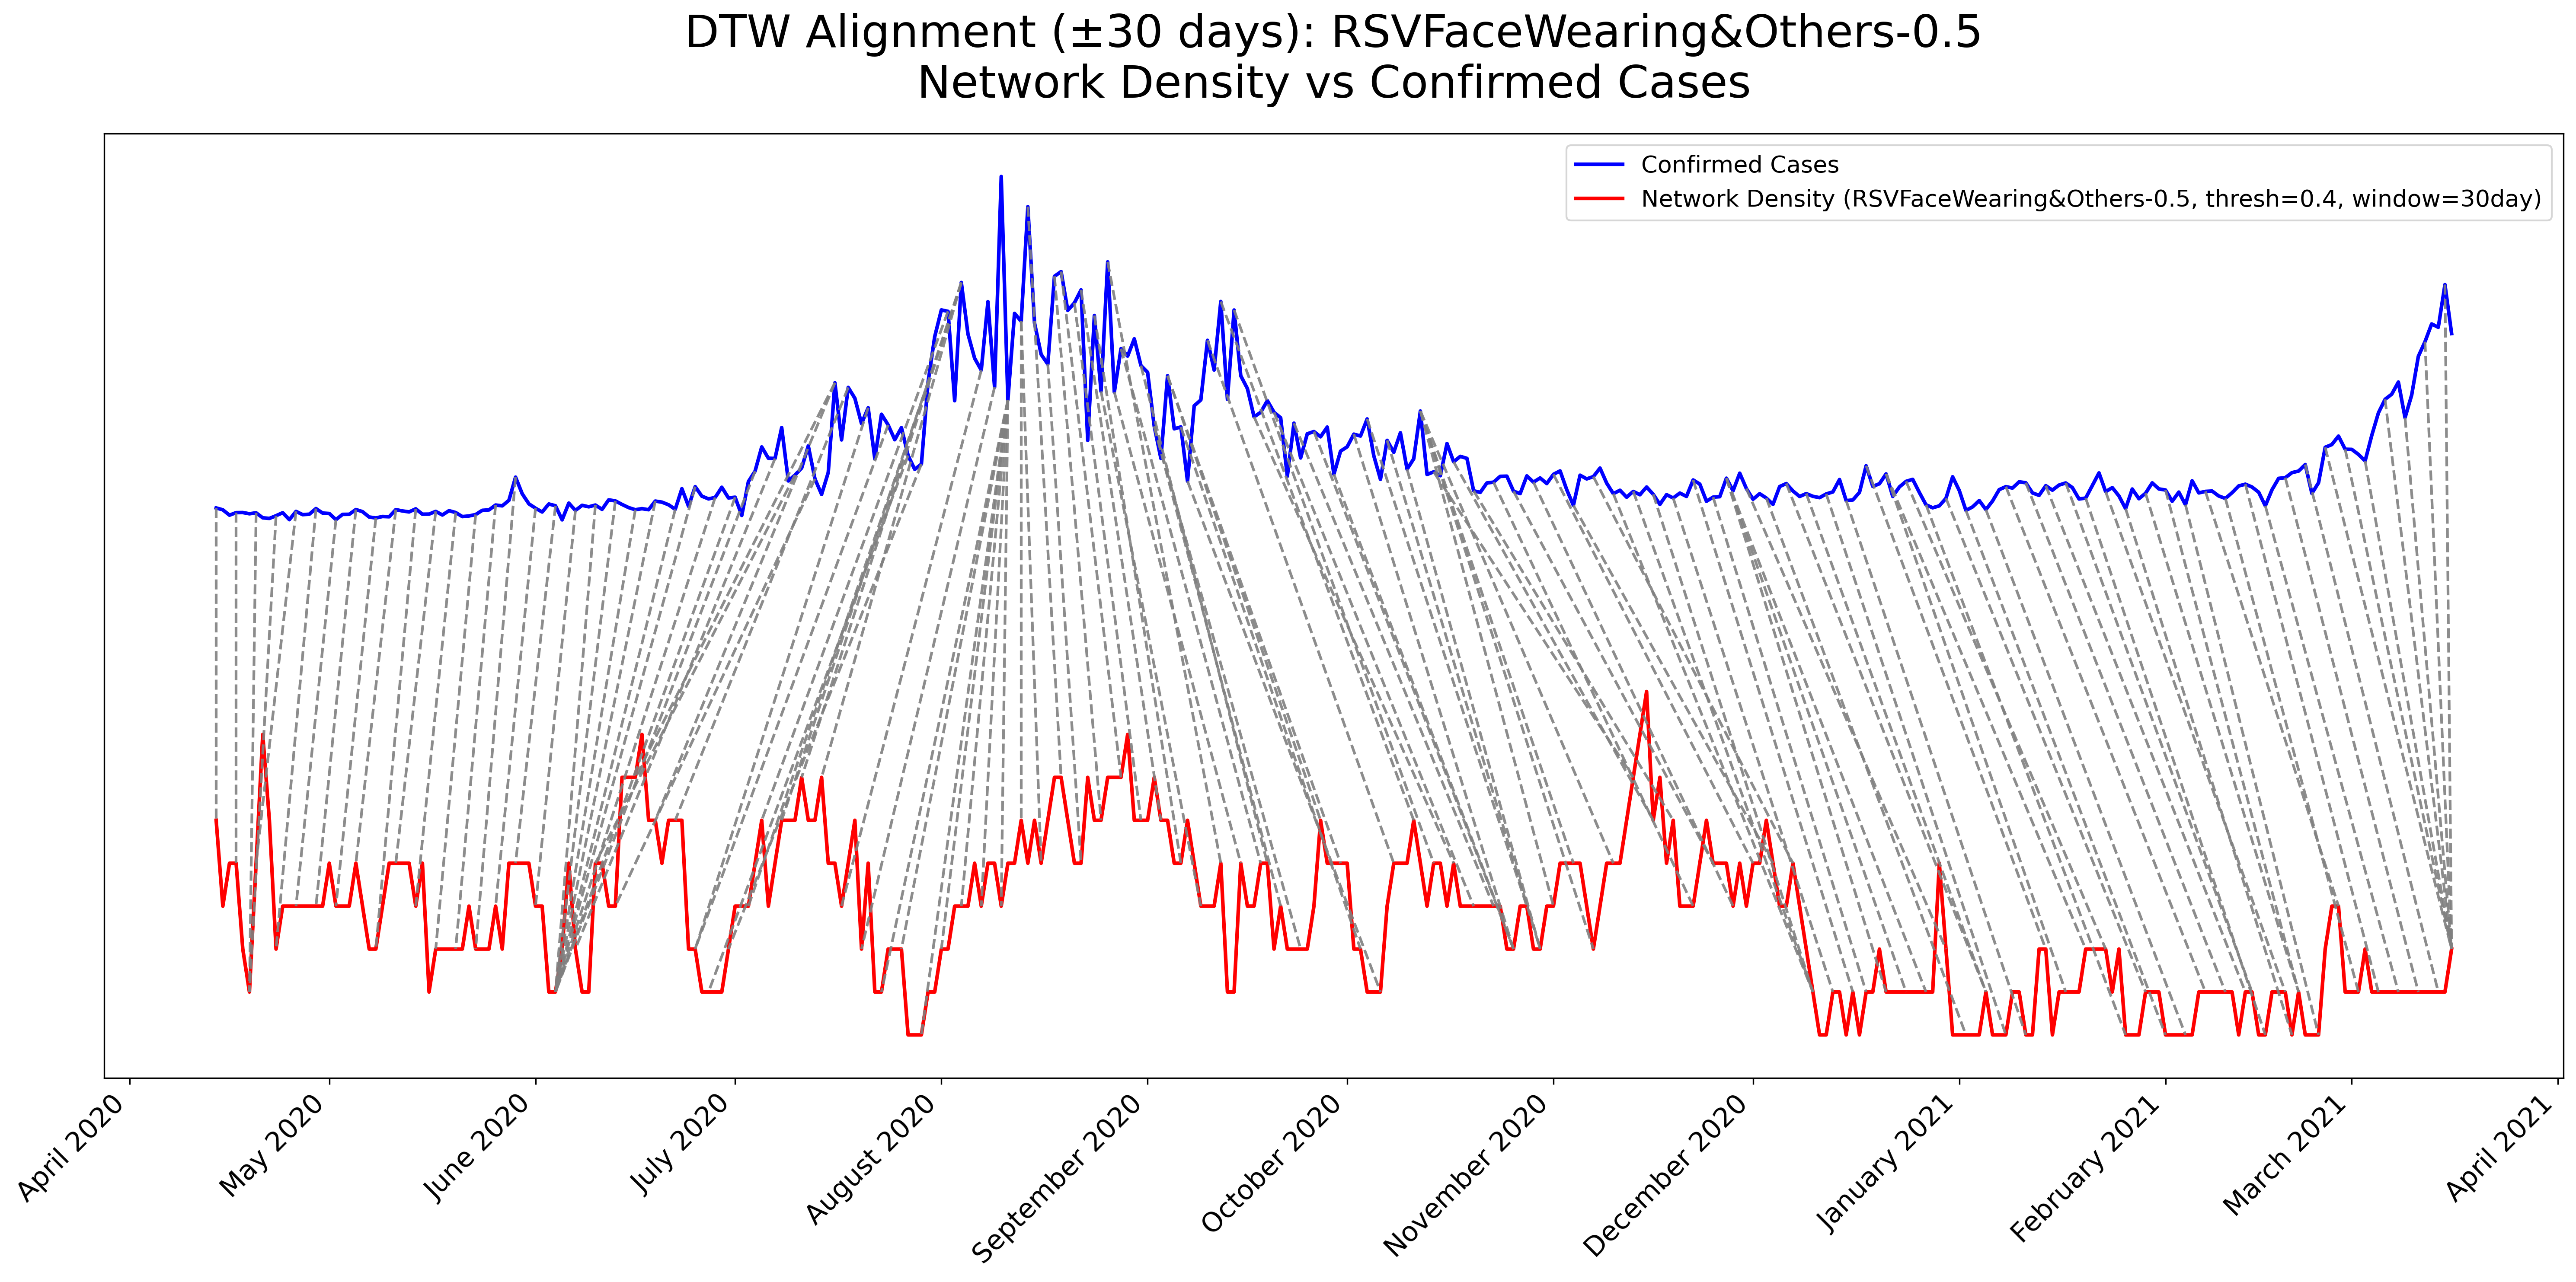 DTW Alignment (±30 days): RSVFaceWearing&Others-0.5
Network Density vs Confirmed Cases
Confirmed Cases
Network Density (RSVFaceWearing&Others-0.5, thresh=0.4, window=30day)
April 2020
May 2020
June 2020
July 2020
August 2020
September 2020
October 2020
November 2020
December 2020
January 2021
February 2021
March 2021
April 2021